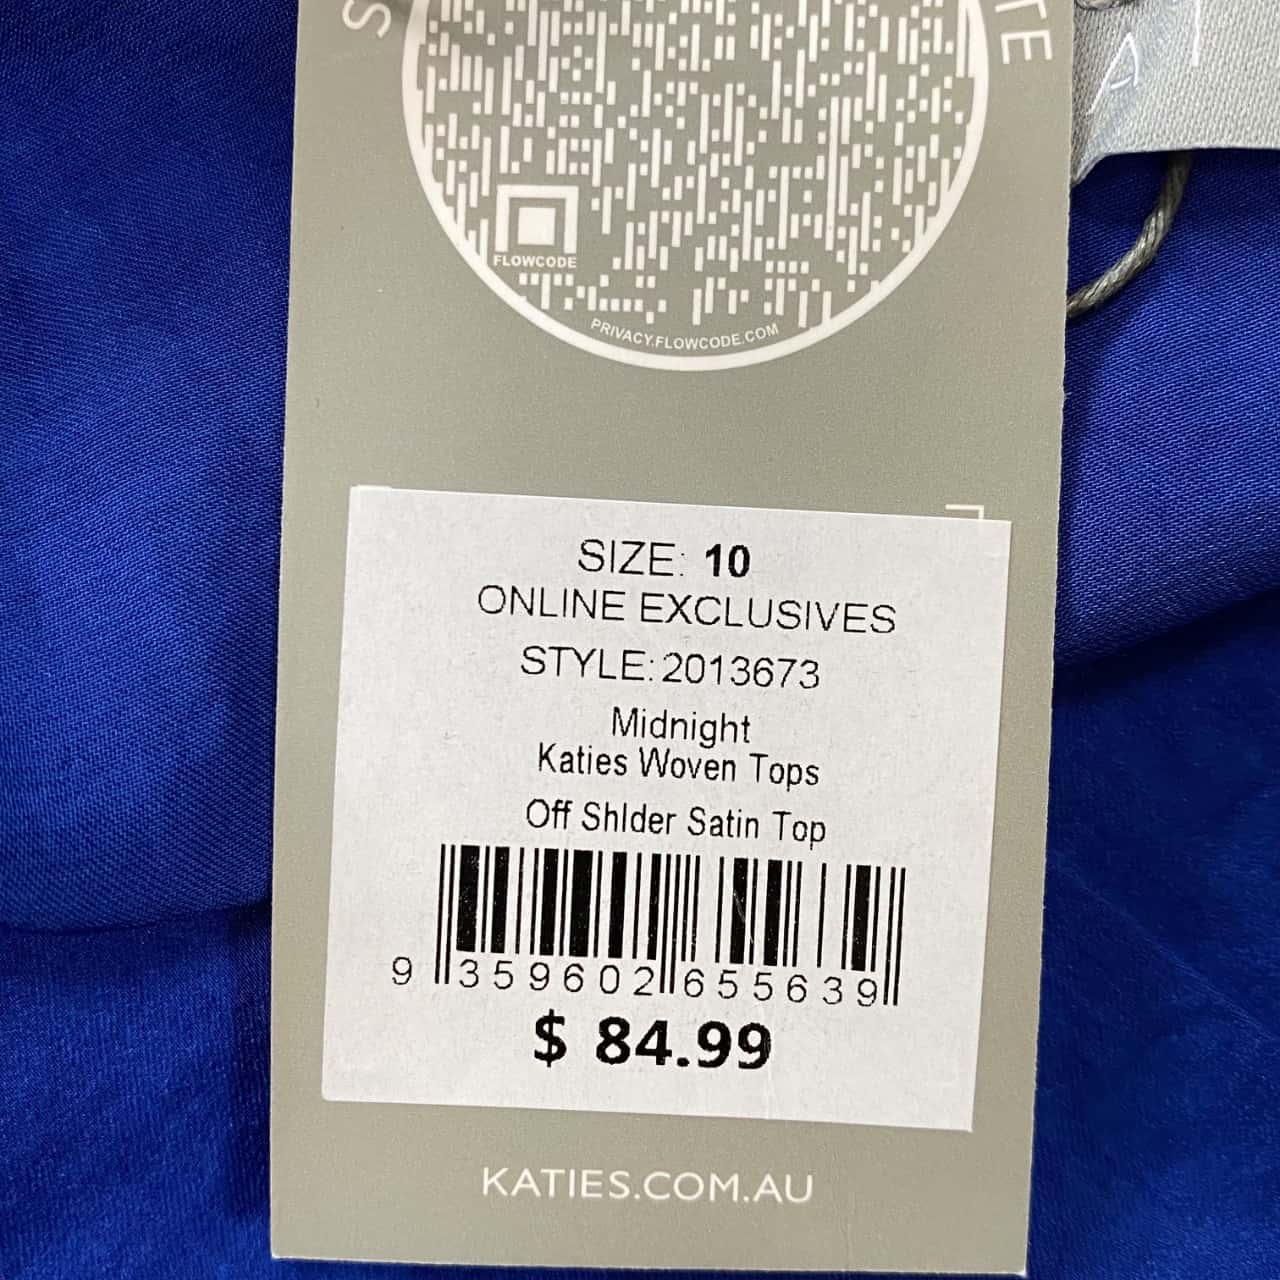 FLOWCODE
PRIVACY.FLOWCODE.COM
SIZE: 10
ONLINE EXCLUSIVES
STYLE:2013673
Midnight
Katies Woven Tops
Off Shlder Satin Top
9 359602 655639
$ 84.99
KATIES.COM.AU